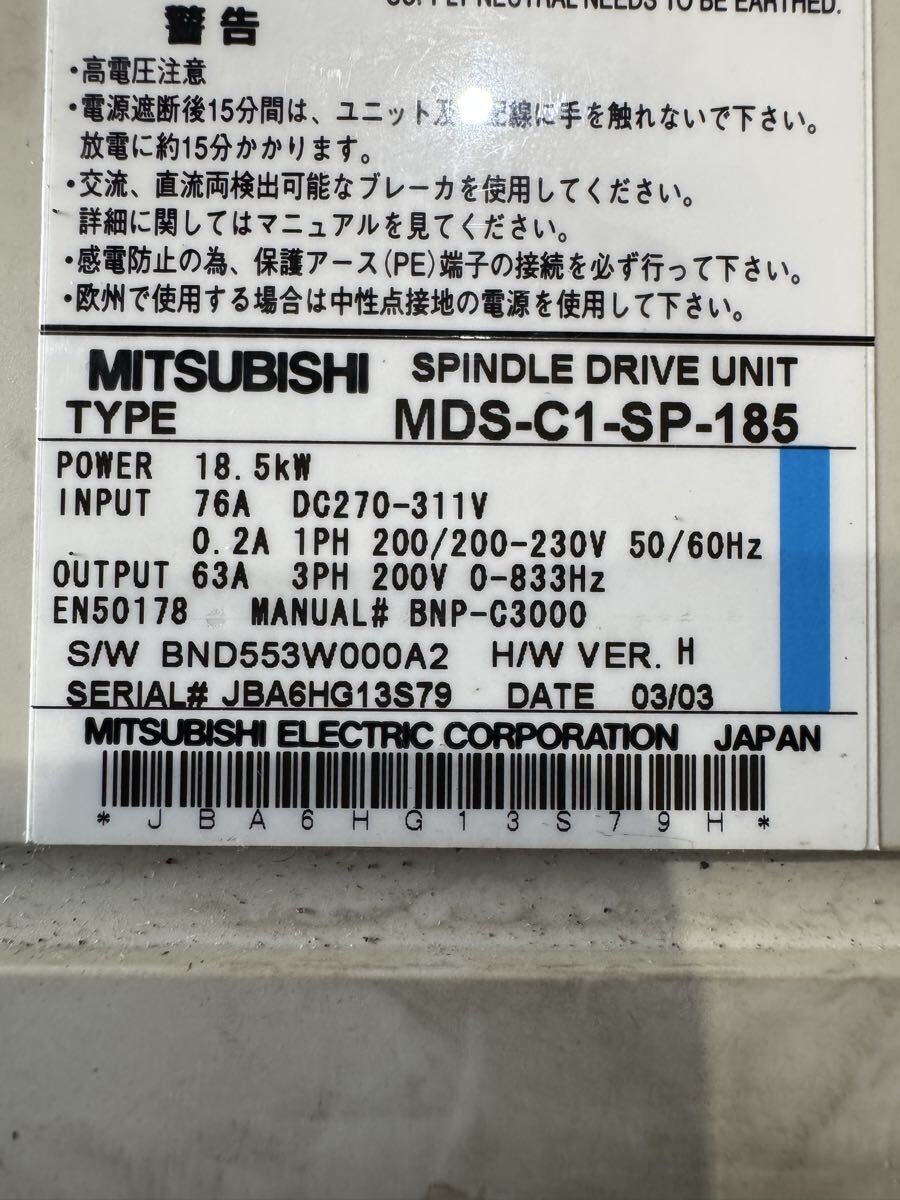 SUPPLY NEUTRAL NEEDS TO BE EARTHED.
警告
・高電圧注意
・電源遮断後15分間は、ユニット及 配線に手を触れないで下さい。
放電に約15分かかります。
・交流、直流両検出可能なブレーカを使用してください。
詳細に関してはマニュアルを見てください。
・感電防止の為、保護アース(PE)端子の接続を必ず行って下さい。
・欧州で使用する場合は中性点接地の電源を使用して下さい。
MITSUBISHI SPINDLE DRIVE UNIT
TYPE MDS-C1-SP-185
POWER 18.5kW
INPUT 76A DC270-311V
0.2A 1PH 200/200-230V 50/60Hz
OUTPUT 63A 3PH 200V 0-833Hz
EN50178 MANUAL# BNP-C3000
S/W BND553W000A2 H/W VER. H
SERIAL# JBA6HG13S79 DATE 03/03
MITSUBISHI ELECTRIC CORPORATION JAPAN
*JBA6HG13S79H*